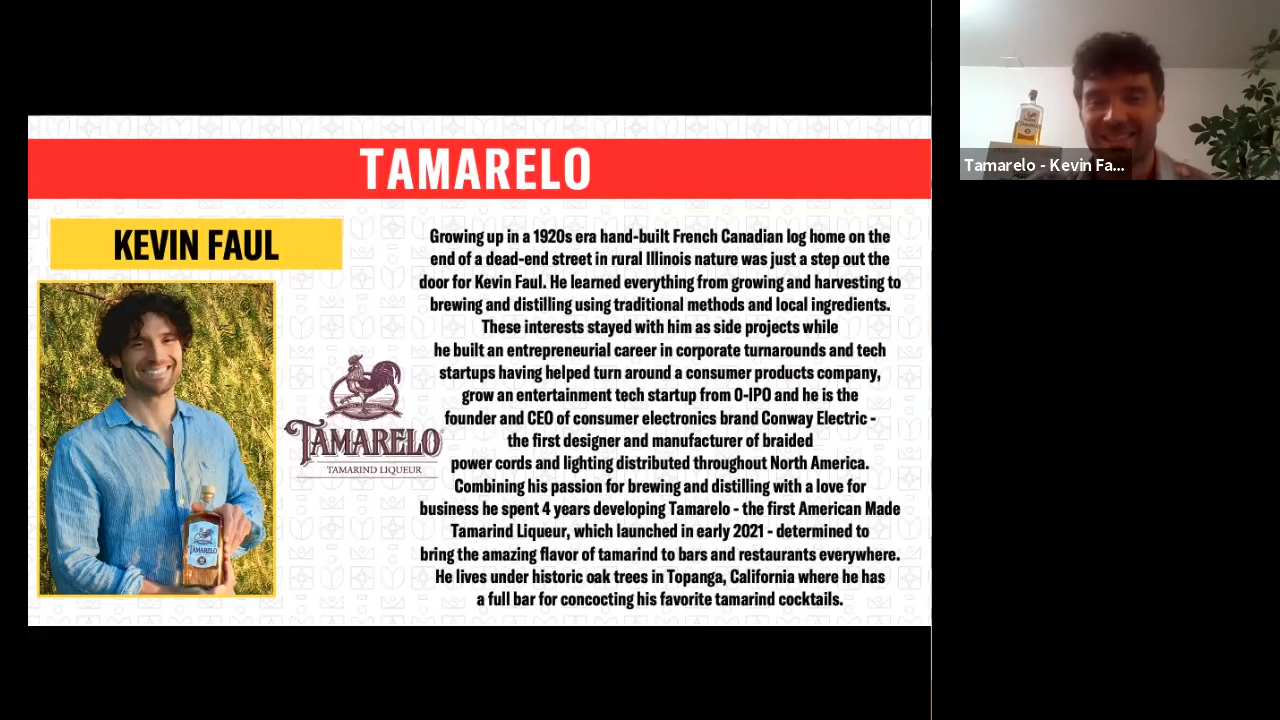 TAMARELO
KEVIN FAUL
Growing up in a 1920s era hand-built French Canadian log home on the
end of a dead-end street in rural Illinois nature was just a step out the
door for Kevin Faul. He learned everything from growing and harvesting to
brewing and distilling using traditional methods and local ingredients.
These interests stayed with him as side projects while
he built an entrepreneurial career in corporate turnarounds and tech
startups having helped turn around a consumer products company,
grow an entertainment tech startup from 0-IPO and he is the
founder and CEO of consumer electronics brand Conway Electric -
the first designer and manufacturer of braided
power cords and lighting distributed throughout North America.
Combining his passion for brewing and distilling with a love for
business he spent 4 years developing Tamarelo - the first American Made
Tamarind Liqueur, which launched in early 2021 - determined to
bring the amazing flavor of tamarind to bars and restaurants everywhere.
He lives under historic oak trees in Topanga, California where he has
a full bar for concocting his favorite tamarind cocktails.
TAMARELO
TAMARIND LIQUEUR
TAMARELO
TAMARELO
Tamarelo - Kevin Fa...